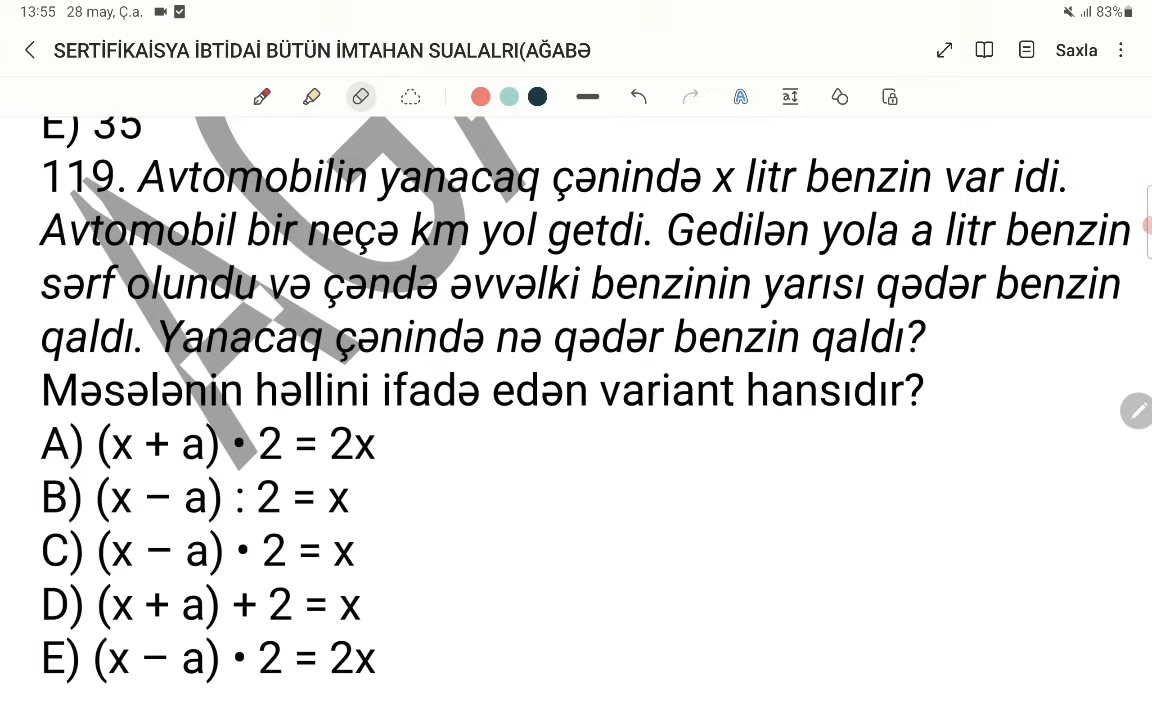 13:55 28 may, Ç.a. 83%
SERTİFİKAİSYA İBTİDAİ BÜTÜN İMTAHAN SUALALRI(AĞABƏ Saxla
E) 35
119. Avtomobilin yanacaq çənində x litr benzin var idi.
Avtomobil bir neçə km yol getdi. Gedilən yola a litr benzin
sərf olundu və çəndə əvvəlki benzinin yarısı qədər benzin
qaldı. Yanacaq çənində nə qədər benzin qaldı?
Məsələnin həllini ifadə edən variant hansıdır?
A) (x + a) • 2 = 2x
B) (x – a) : 2 = x
C) (x – a) • 2 = x
D) (x + a) + 2 = x
E) (x – a) • 2 = 2x